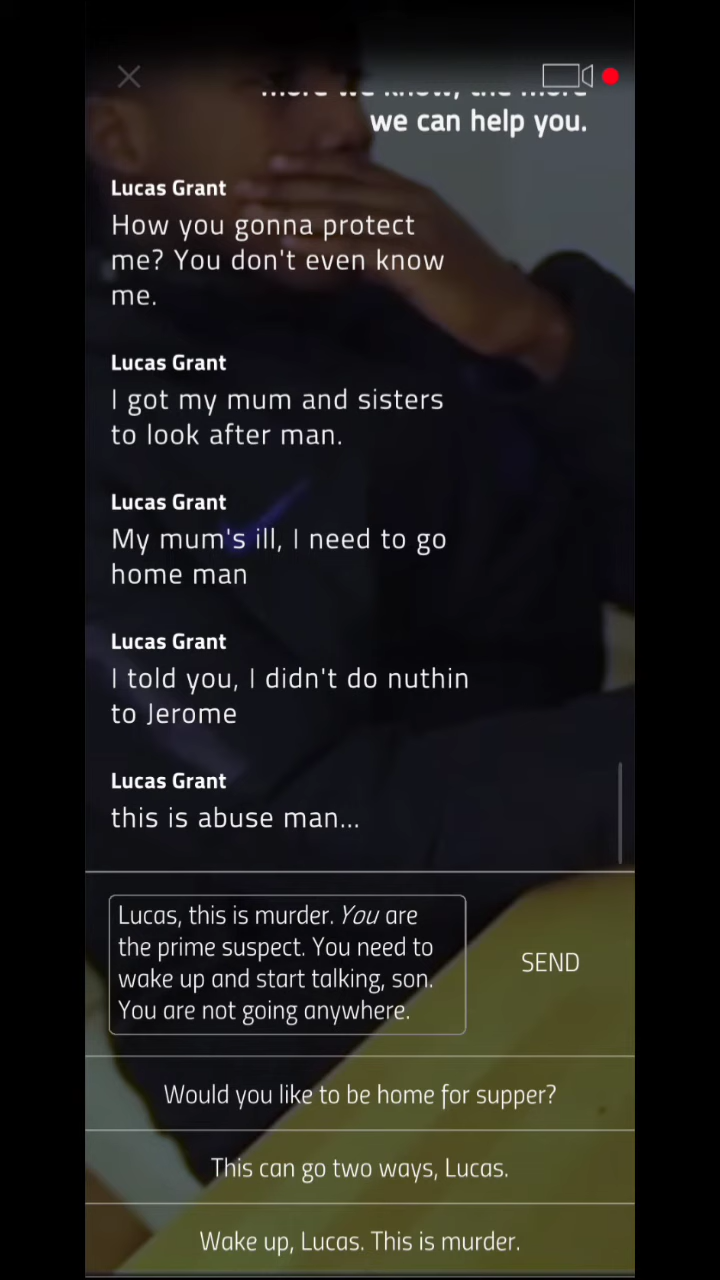 we can help you.
Lucas Grant
How you gonna protect
me? You don't even know
me.
Lucas Grant
I got my mum and sisters
to look after man.
Lucas Grant
My mum's ill, I need to go
home man
Lucas Grant
I told you, I didn't do nuthin
to Jerome
Lucas Grant
this is abuse man...
Lucas, this is murder. You are
the prime suspect. You need to
wake up and start talking, son.
You are not going anywhere.
SEND
Would you like to be home for supper?
This can go two ways, Lucas.
Wake up, Lucas. This is murder.